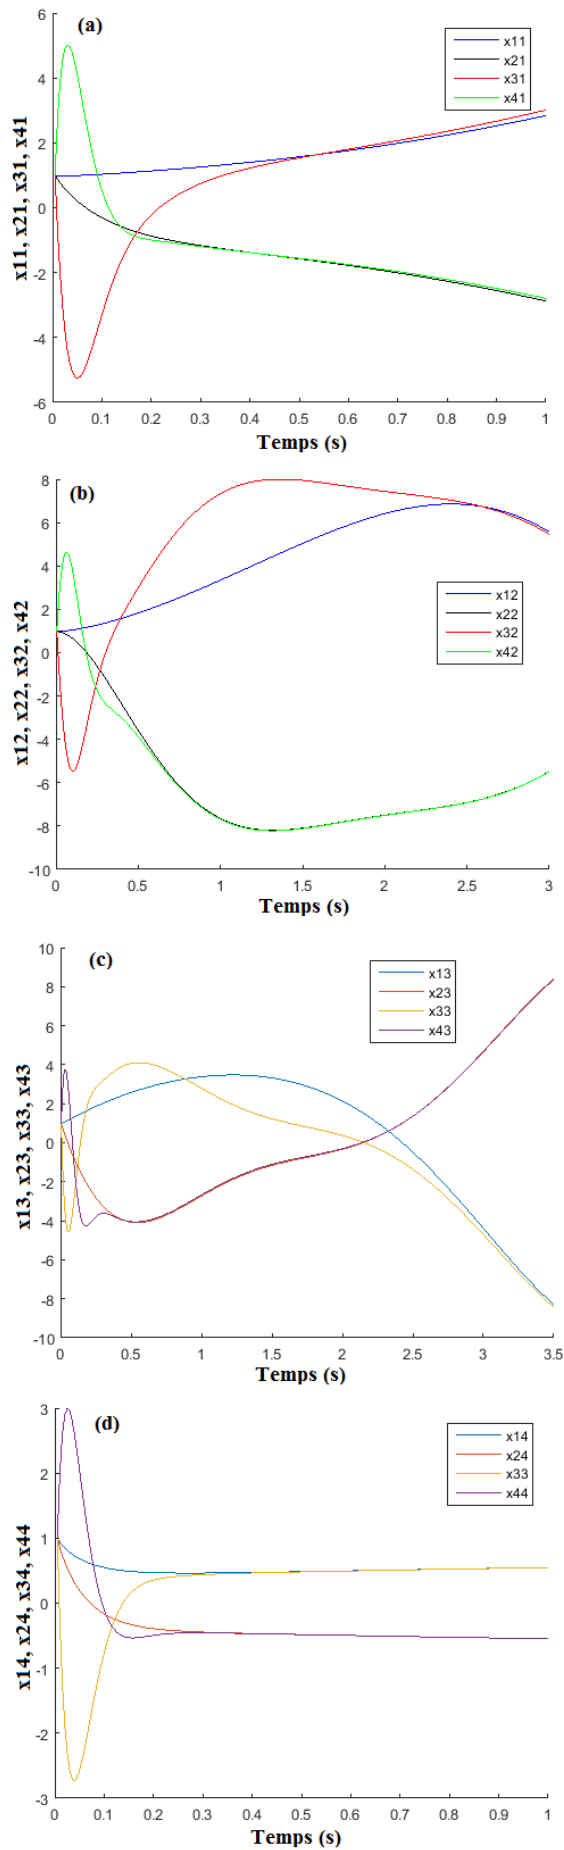 (a)
x11
x21
x31
x41
6
4
2
0
-2
-4
-6
x11, x21, x31, x41
0 0.1 0.2 0.3 0.4 0.5 0.6 0.7 0.8 0.9 1
Temps (s)
(b)
x12
x22
x32
x42
8
6
4
2
0
-2
-4
-6
-8
-10
x12, x22, x32, x42
0 0.5 1 1.5 2 2.5 3
Temps (s)
(c)
x13
x23
x33
x43
10
8
6
4
2
0
-2
-4
-6
-8
-10
x13, x23, x33, x43
0 0.5 1 1.5 2 2.5 3 3.5
Temps (s)
(d)
x14
x24
x33
x44
3
2
1
0
-1
-2
-3
x14, x24, x34, x44
0 0.1 0.2 0.3 0.4 0.5 0.6 0.7 0.8 0.9 1
Temps (s)